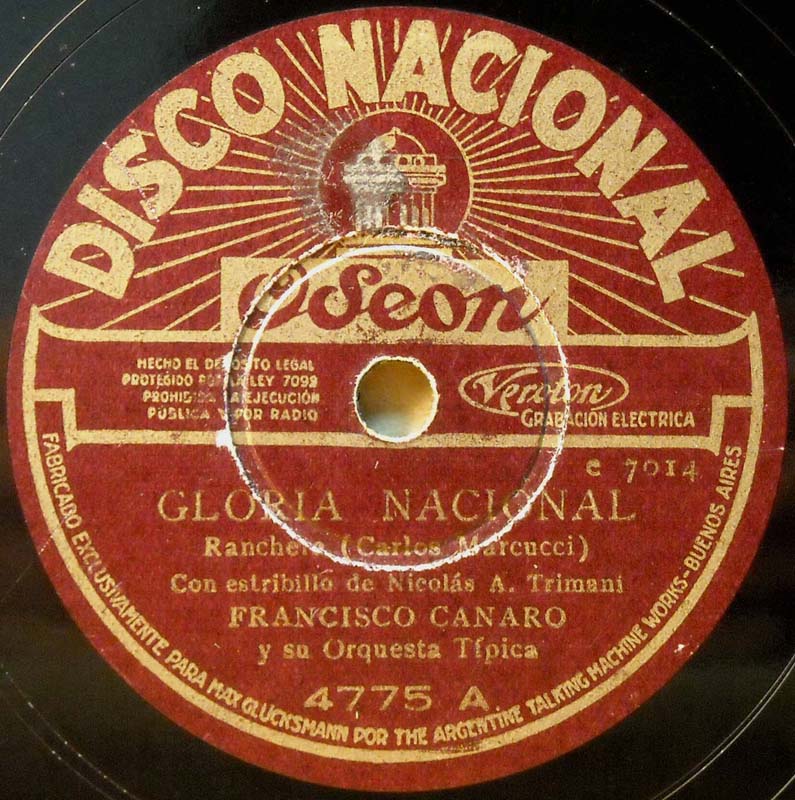 DISCO NACIONAL
Odeon
HECHO EL DEPOSITO LEGAL
PROTEGIDO POR LA LEY 7092
PROHIBIDA LA EJECUCIÓN
PÚBLICA Y POR RADIO
Veroton
GRABACION ELECTRICA
e 7014
GLORIA NACIONAL
Ranchera (Carlos Marcucci)
Con estribillo de Nicolás A. Trimani
FRANCISCO CANARO
y su Orquesta Típica
4775 A
FABRICADO EXCLUSIVAMENTE PARA MAX GLÜCKSMANN POR THE ARGENTINE TALKING MACHINE WORKS-BUENOS AIRES